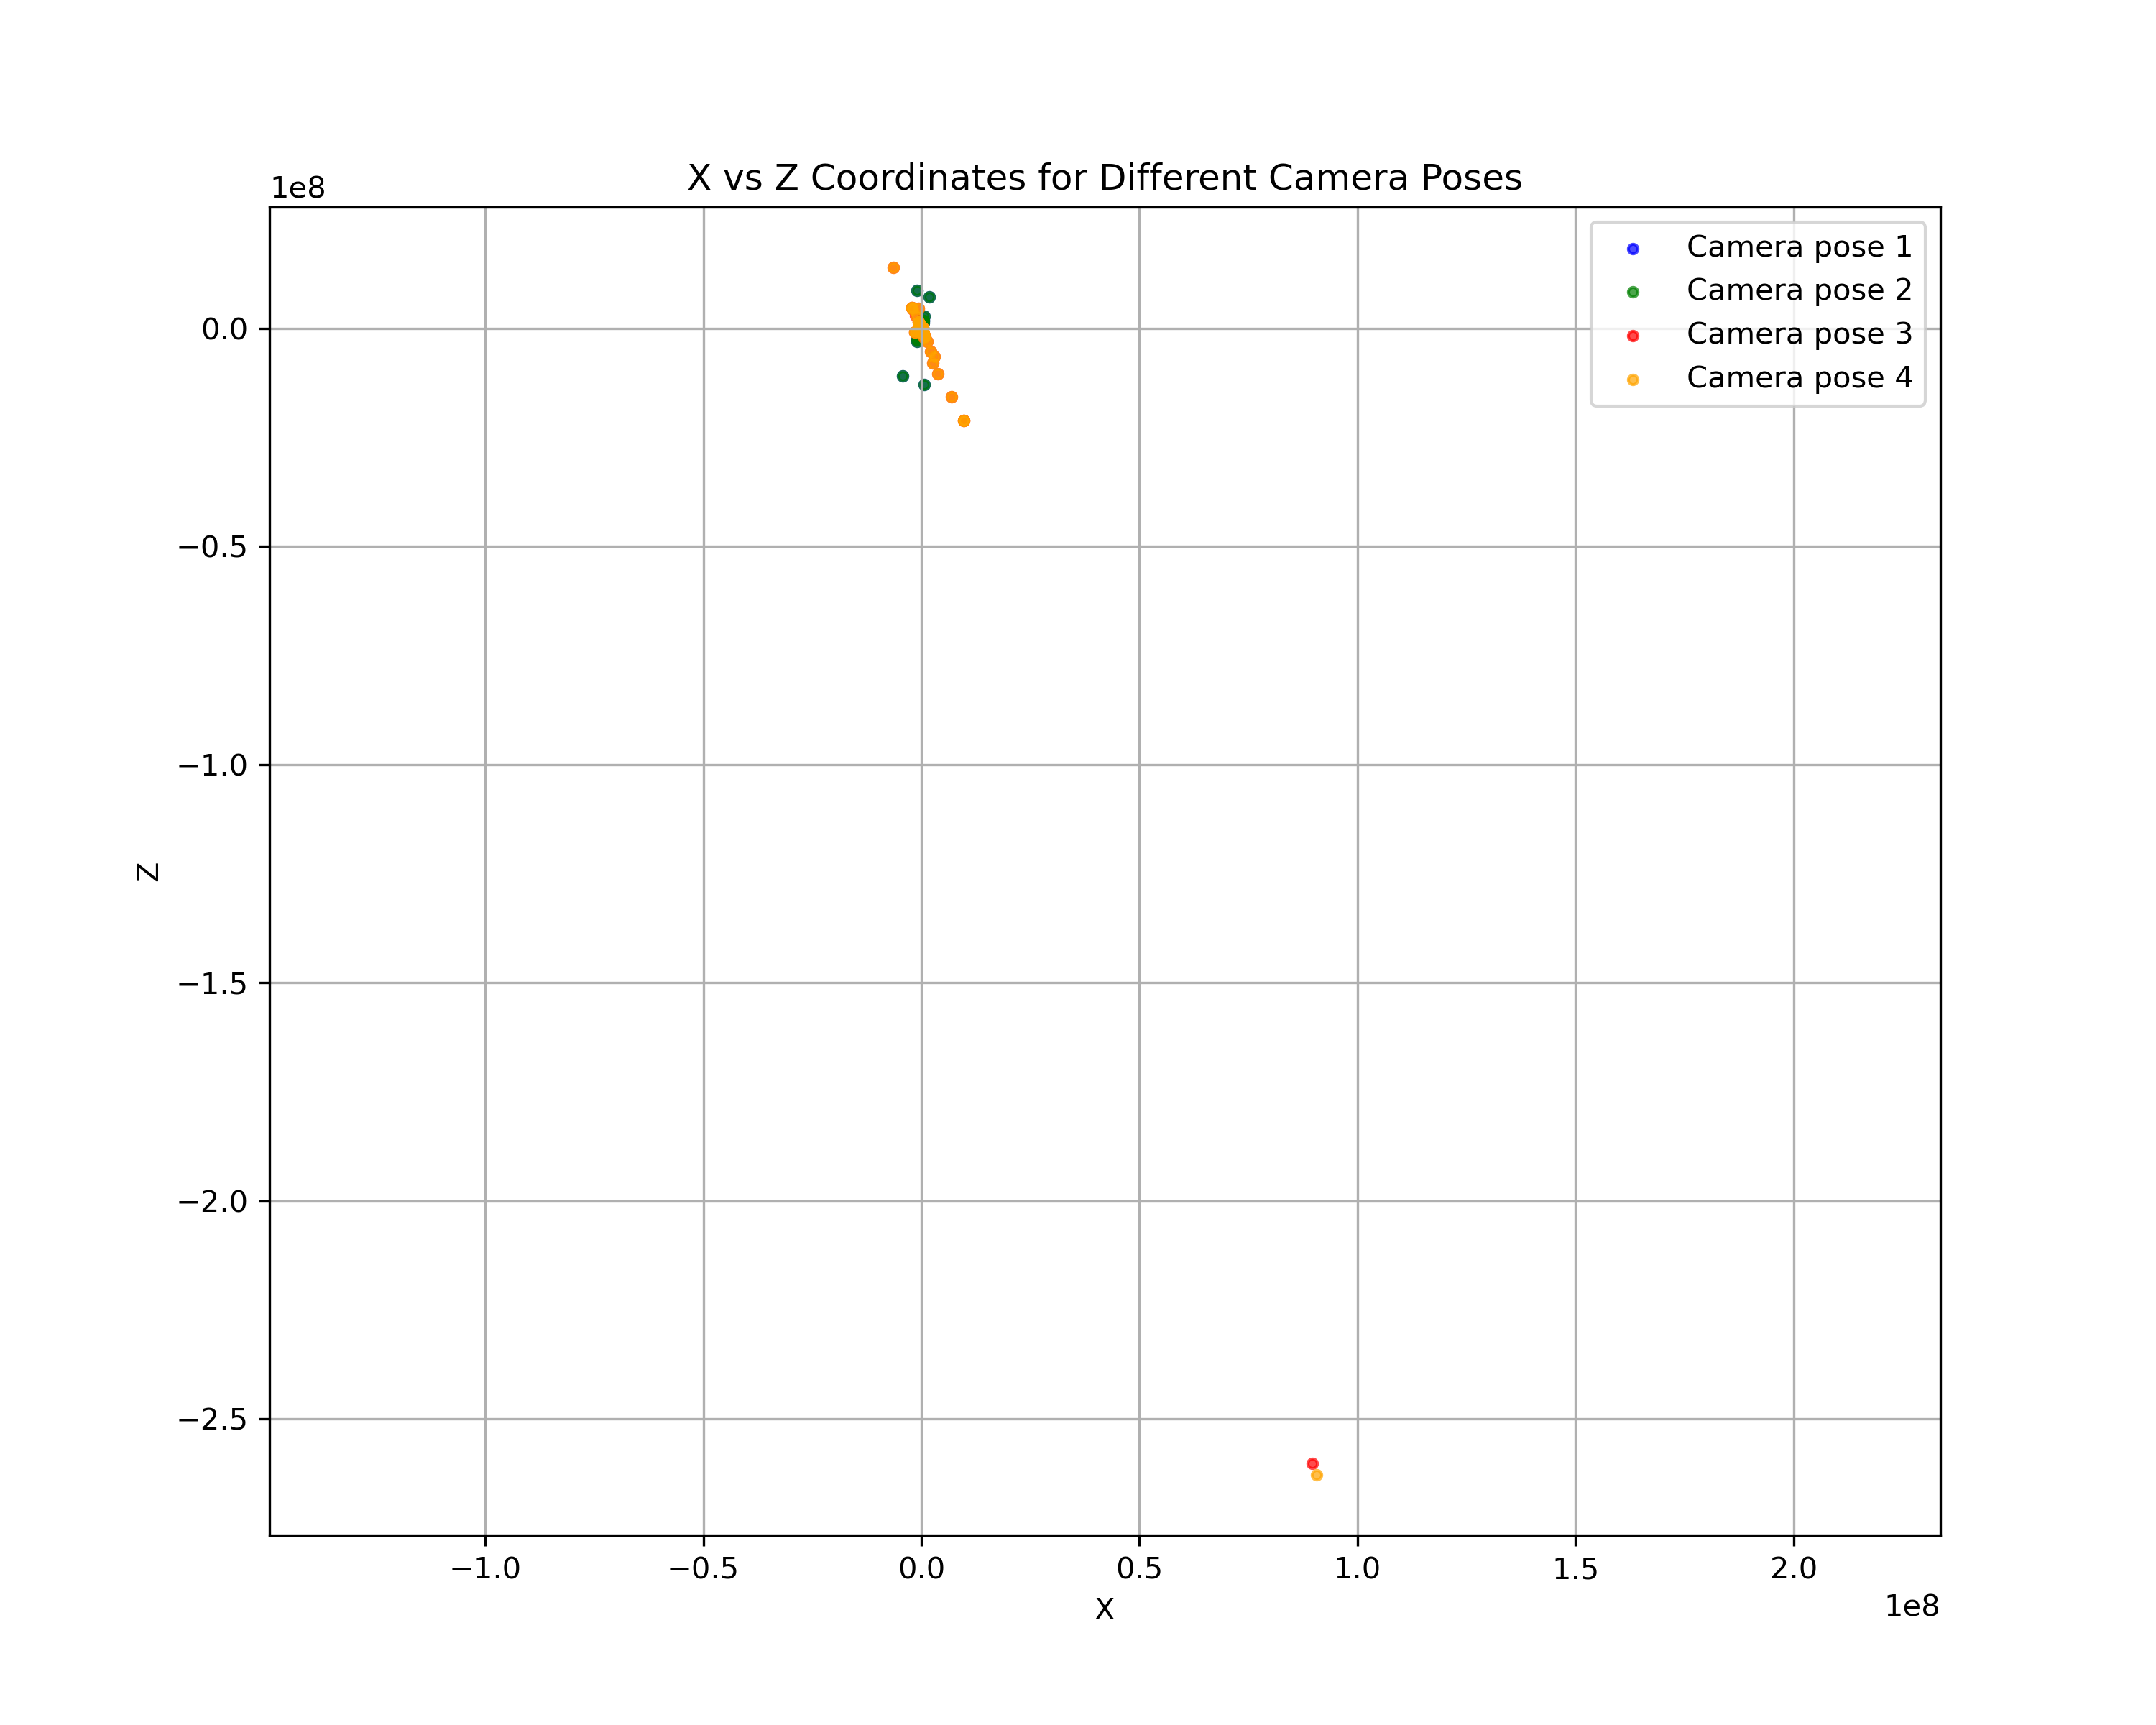 X vs Z Coordinates for Different Camera Poses
1e8
Camera pose 1
Camera pose 2
Camera pose 3
Camera pose 4
0.0
−0.5
−1.0
−1.5
−2.0
−2.5
Z
−1.0 −0.5 0.0 0.5 1.0 1.5 2.0
X
1e8